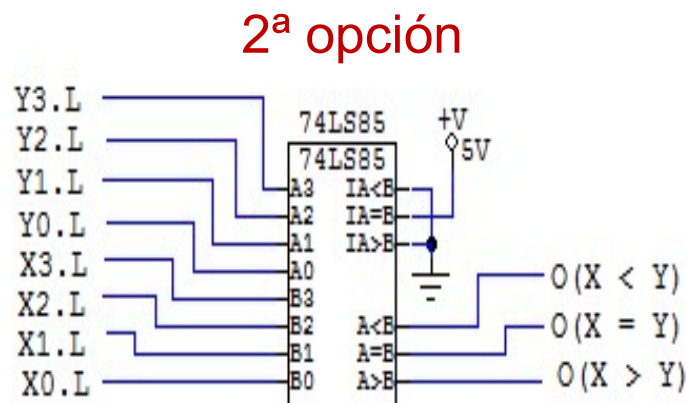 2ª opción
Y3.L
Y2.L
Y1.L
Y0.L
X3.L
X2.L
X1.L
X0.L
74LS85
74LS85
A3
A2
A1
A0
B3
B2
B1
B0
IA<B
IA=B
IA>B
A<B
A=B
A>B
+V
5V
O(X < Y)
O(X = Y)
O(X > Y)